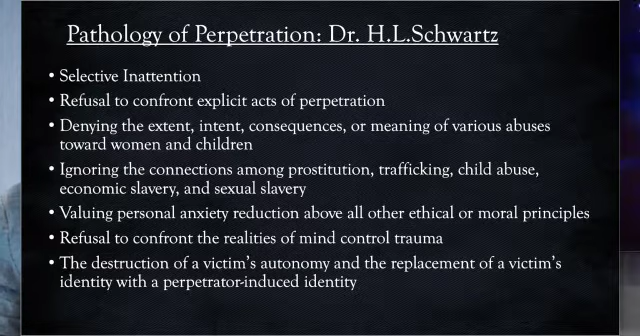 Pathology of Perpetration: Dr. H.L.Schwartz
• Selective Inattention
• Refusal to confront explicit acts of perpetration
• Denying the extent, intent, consequences, or meaning of various abuses
toward women and children
• Ignoring the connections among prostitution, trafficking, child abuse,
economic slavery, and sexual slavery
• Valuing personal anxiety reduction above all other ethical or moral principles
• Refusal to confront the realities of mind control trauma
• The destruction of a victim's autonomy and the replacement of a victim's
identity with a perpetrator-induced identity